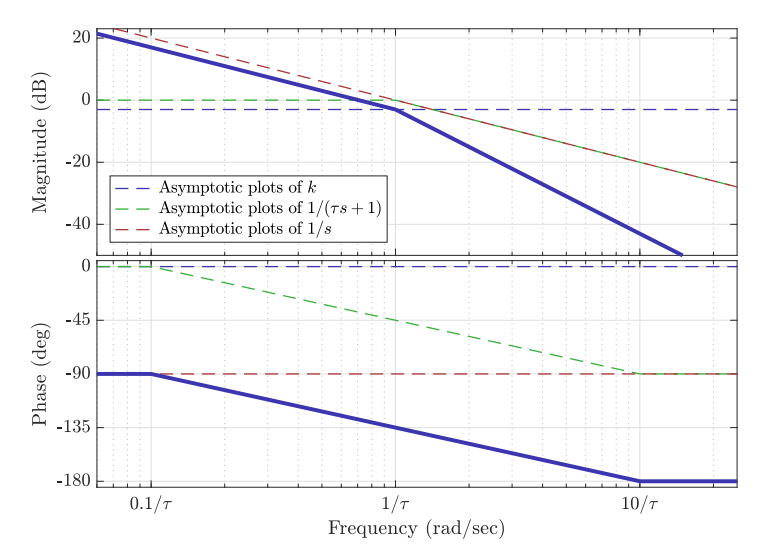 20
0
-20
-40
Magnitude (dB)
Asymptotic plots of k
Asymptotic plots of 1/(τs + 1)
Asymptotic plots of 1/s
0
-45
-90
-135
-180
Phase (deg)
0.1/τ
1/τ
10/τ
Frequency (rad/sec)